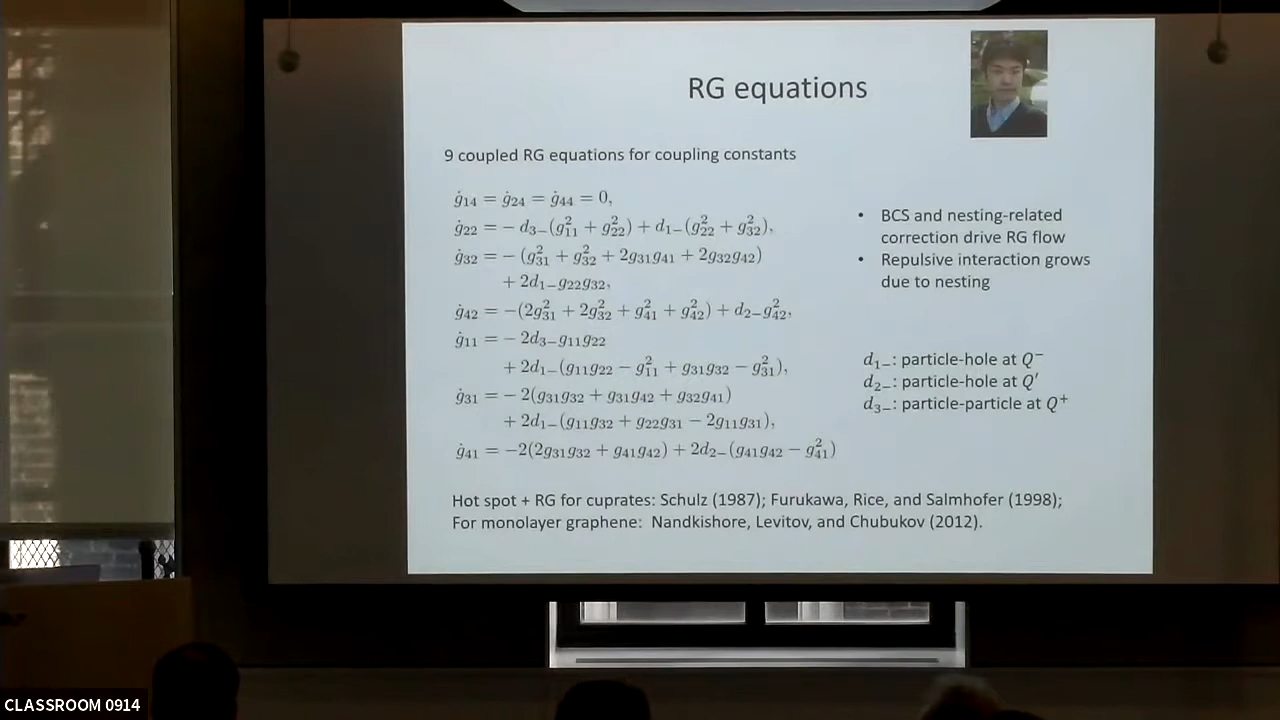 RG equations
9 coupled RG equations for coupling constants
ġ₁₄ = ġ₂₄ = ġ₄₄ = 0,
ġ₂₂ = − d₃₋(g₁₁² + g₂₂²) + d₁₋(g₂₂² + g₃₂²),
ġ₃₂ = − (g₃₁² + g₃₂² + 2g₃₁g₄₁ + 2g₃₂g₄₂)
+ 2d₁₋g₂₂g₃₂,
ġ₄₂ = −(2g₃₁² + 2g₃₂² + g₄₁² + g₄₂²) + d₂₋g₄₂²,
ġ₁₁ = − 2d₃₋g₁₁g₂₂
+ 2d₁₋(g₁₁g₂₂ − g₁₁² + g₃₁g₃₂ − g₃₁²),
ġ₃₁ = − 2(g₃₁g₃₂ + g₃₁g₄₂ + g₃₂g₄₁)
+ 2d₁₋(g₁₁g₃₂ + g₂₂g₃₁ − 2g₁₁g₃₁),
ġ₄₁ = −2(2g₃₁g₃₂ + g₄₁g₄₂) + 2d₂₋(g₄₁g₄₂ − g₄₁²)
• BCS and nesting-related
correction drive RG flow
• Repulsive interaction grows
due to nesting
d₁₋: particle-hole at Q⁻
d₂₋: particle-hole at Q′
d₃₋: particle-particle at Q⁺
Hot spot + RG for cuprates: Schulz (1987); Furukawa, Rice, and Salmhofer (1998);
For monolayer graphene: Nandkishore, Levitov, and Chubukov (2012).
CLASSROOM 0914